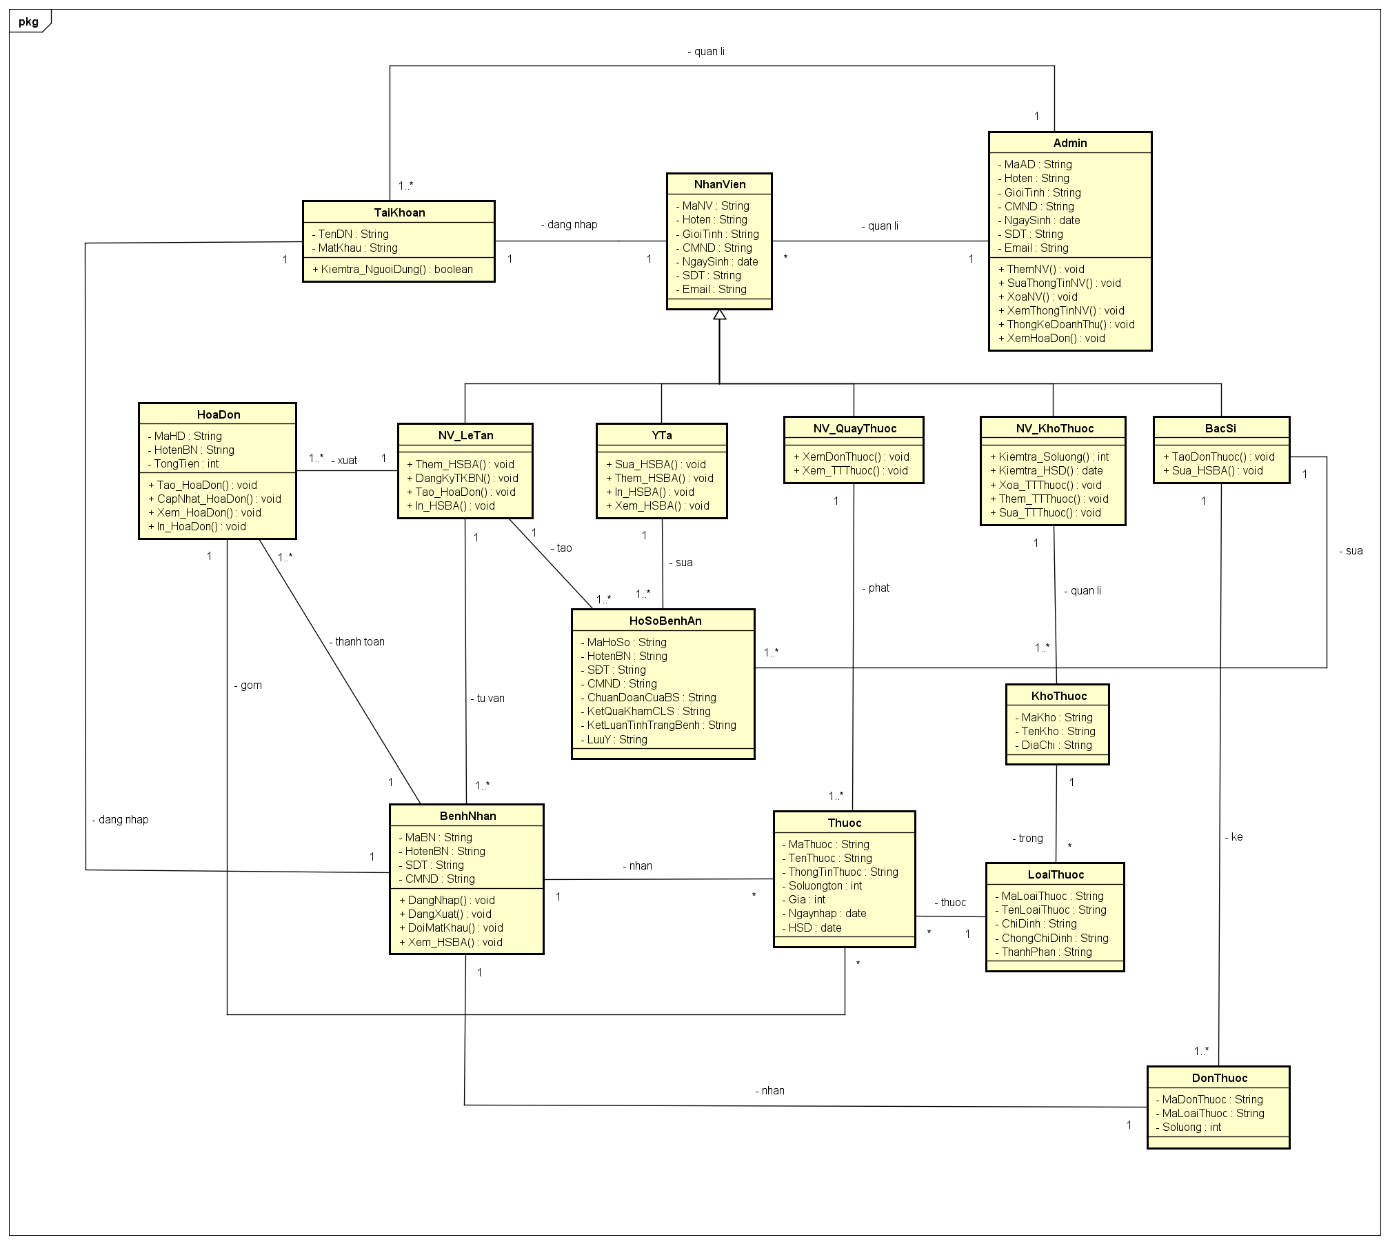 pkg
- quan li
1
1..*
Admin
- MaAD : String
- Hoten : String
- GioiTinh : String
- CMND : String
- NgaySinh : date
- SDT : String
- Email : String
+ ThemNV() : void
+ SuaThongTinNV() : void
+ XoaNV() : void
+ XemThongTinNV() : void
+ ThongKeDoanhThu() : void
+ XemHoaDon() : void
NhanVien
- MaNV : String
- Hoten : String
- GioiTinh : String
- CMND : String
- NgaySinh : date
- SDT : String
- Email : String
TaiKhoan
- TenDN : String
- MatKhau : String
+ Kiemtra_NguoiDung() : boolean
- dang nhap
1
1
- quan li
*
1
1
HoaDon
- MaHD : String
- HotenBN : String
- TongTien : int
+ Tao_HoaDon() : void
+ CapNhat_HoaDon() : void
+ Xem_HoaDon() : void
+ In_HoaDon() : void
1..*
- xuat
1
NV_LeTan
+ Them_HSBA() : void
+ DangKyTKBN() : void
+ Tao_HoaDon() : void
+ In_HSBA() : void
YTa
+ Sua_HSBA() : void
+ Them_HSBA() : void
+ In_HSBA() : void
+ Xem_HSBA() : void
NV_QuayThuoc
+ XemDonThuoc() : void
+ Xem_TTThuoc() : void
NV_KhoThuoc
+ Kiemtra_Soluong() : int
+ Kiemtra_HSD() : date
+ Xoa_TTThuoc() : void
+ Them_TTThuoc() : void
+ Sua_TTThuoc() : void
BacSi
+ TaoDonThuoc() : void
+ Sua_HSBA() : void
1
1..*
1
1
- tao
1
- sua
1
1
1
1
- sua
1..*
1..*
- phat
- quan li
HoSoBenhAn
- MaHoSo : String
- HotenBN : String
- SĐT : String
- CMND : String
- ChuanDoanCuaBS : String
- KetQuaKhamCLS : String
- KetLuanTinhTrangBenh : String
- LuuY : String
1..*
1..*
- thanh toan
- gom
- tu van
KhoThuoc
- MaKho : String
- TenKho : String
- DiaChi : String
1
1..*
1..*
1
- dang nhap
1
BenhNhan
- MaBN : String
- HotenBN : String
- SDT : String
- CMND : String
+ DangNhap() : void
+ DangXuat() : void
+ DoiMatKhau() : void
+ Xem_HSBA() : void
- nhan
1
*
Thuoc
- MaThuoc : String
- TenThuoc : String
- ThongTinThuoc : String
- Soluongton : int
- Gia : int
- Ngaynhap : date
- HSD : date
- trong
*
- ke
LoaiThuoc
- MaLoaiThuoc : String
- TenLoaiThuoc : String
- ChiDinh : String
- ChongChiDinh : String
- ThanhPhan : String
- thuoc
*
1
1
*
1..*
DonThuoc
- MaDonThuoc : String
- MaLoaiThuoc : String
- Soluong : int
- nhan
1